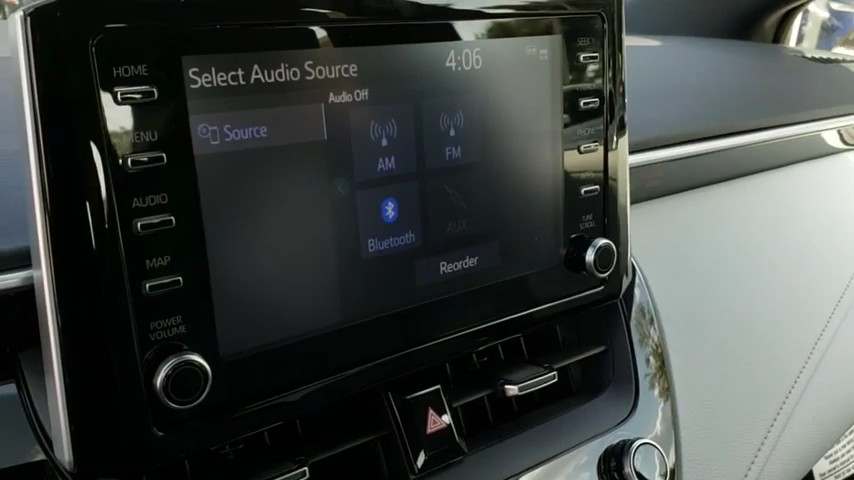 HOME
MENU
AUDIO
MAP
POWER
VOLUME
Select Audio Source
4:06
Audio Off
Source
AM
FM
Bluetooth
AUX
Reorder
SEEK
PHONE
APPS
TUNE
SCROLL